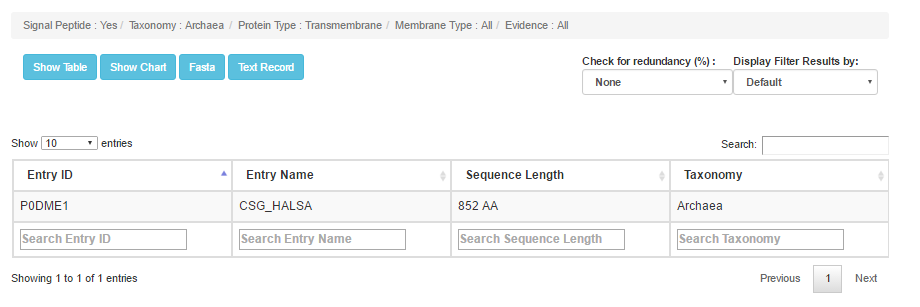 Signal Peptide : Yes / Taxonomy : Archaea / Protein Type : Transmembrane / Membrane Type : All / Evidence : All
Show Table Show Chart Fasta Text Record
Check for redundancy (%) : Display Filter Results by:
None Default
Show 10 entries Search:
Entry ID Entry Name Sequence Length Taxonomy
P0DME1 CSG_HALSA 852 AA Archaea
Search Entry ID Search Entry Name Search Sequence Length Search Taxonomy
Showing 1 to 1 of 1 entries Previous 1 Next